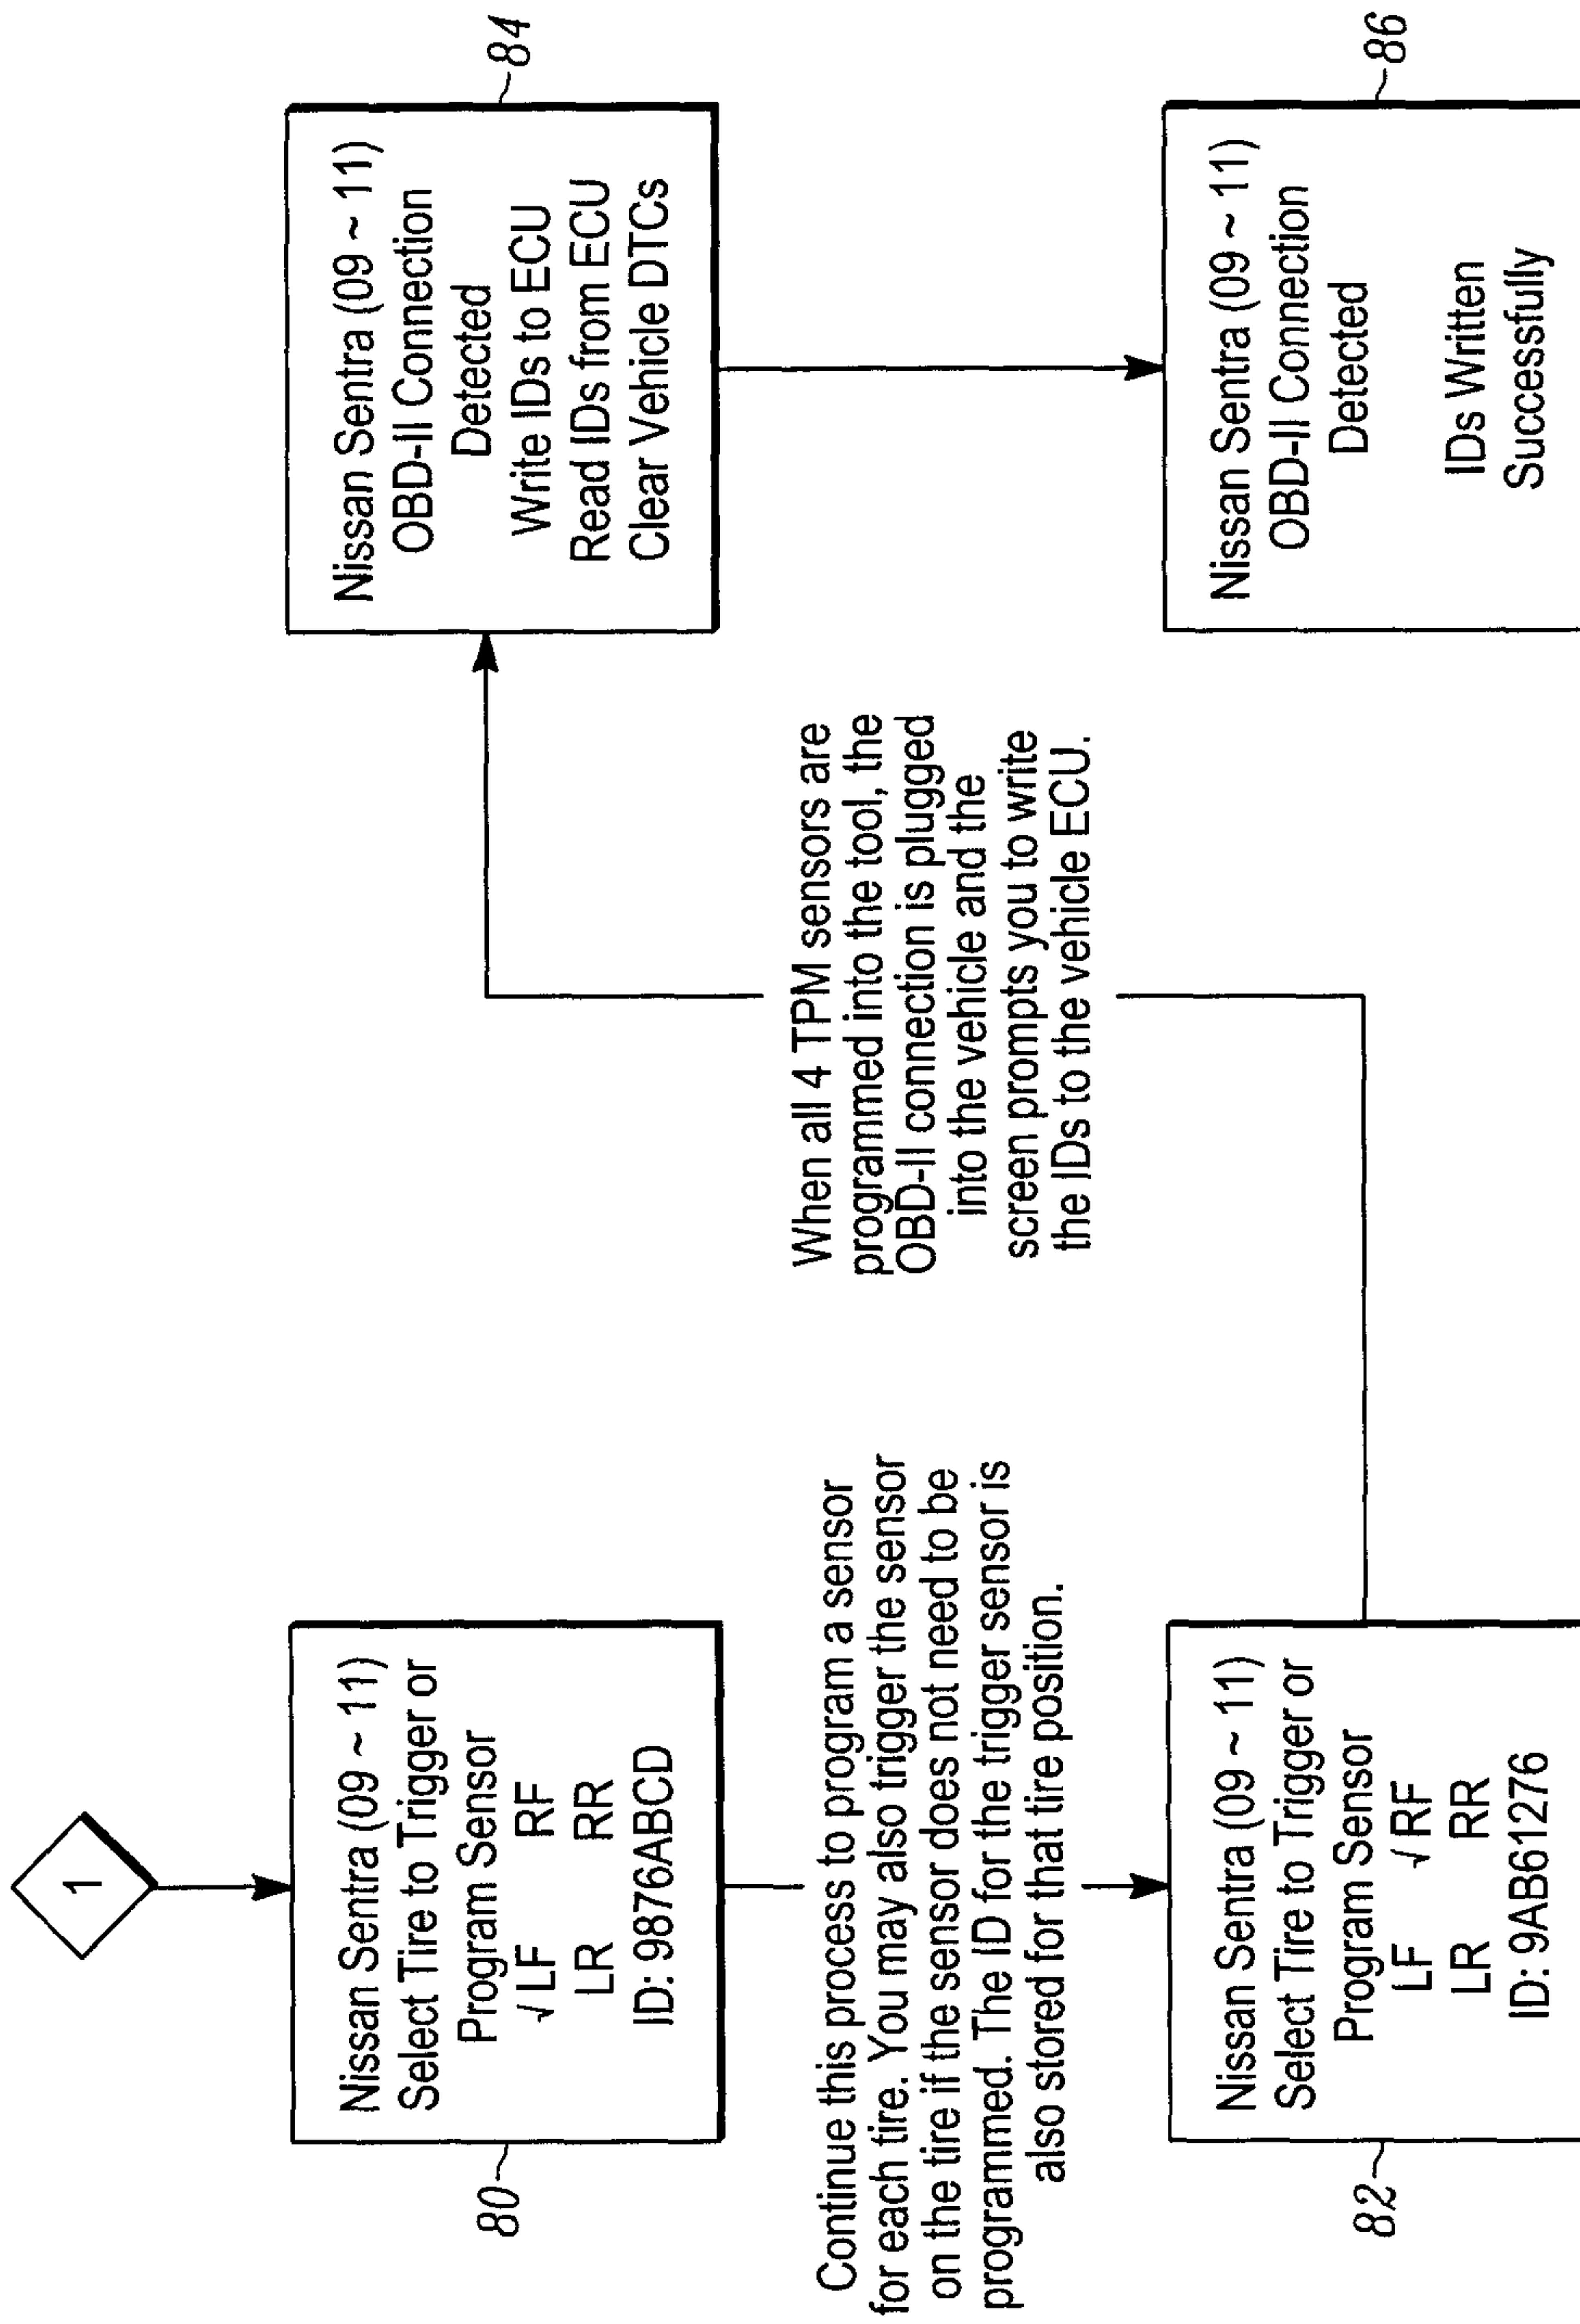 1
Nissan Sentra (09 ~ 11)
Select Tire to Trigger or
Program Sensor
√ LF RF
LR RR
ID: 9876ABCD
80
Continue this process to program a sensor
for each tire. You may also trigger the sensor
on the tire if the sensor does not need to be
programmed. The ID for the trigger sensor is
also stored for that tire position.
Nissan Sentra (09 ~ 11)
Select Tire to Trigger or
Program Sensor
LF √ RF
LR RR
ID: 9AB61276
82
When all 4 TPM sensors are
programmed into the tool, the
OBD-II connection is plugged
into the vehicle and the
screen prompts you to write
the IDs to the vehicle ECU.
Nissan Sentra (09 ~ 11)
OBD-II Connection
Detected
Write IDs to ECU
Read IDs from ECU
Clear Vehicle DTCs
84
Nissan Sentra (09 ~ 11)
OBD-II Connection
Detected
IDs Written
Successfully
86